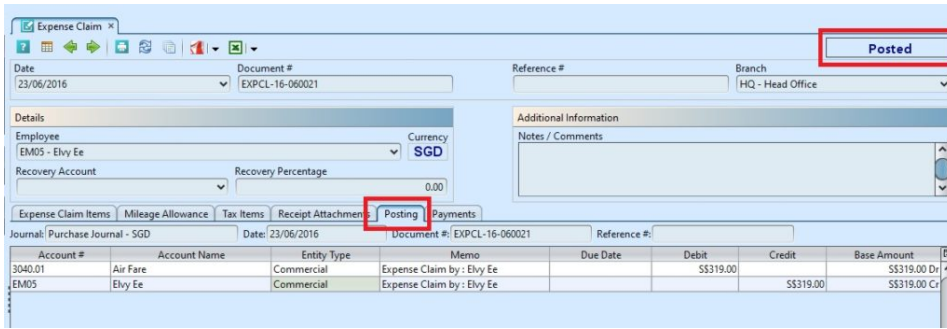 Expense Claim
Posted
Date Document # Reference # Branch
23/06/2016 EXPCL-16-060021 HQ - Head Office
Details Additional Information
Employee Currency Notes / Comments
EM05 - Elvy Ee SGD
Recovery Account Recovery Percentage
0.00
Expense Claim Items Mileage Allowance Tax Items Receipt Attachments Posting Payments
Journal: Purchase Journal - SGD Date: 23/06/2016 Document #: EXPCL-16-060021 Reference #:
Account # Account Name Entity Type Memo Due Date Debit Credit Base Amount
3040.01 Air Fare Commercial Expense Claim by : Elvy Ee S$319.00 S$319.00 Dr
EM05 Elvy Ee Commercial Expense Claim by : Elvy Ee S$319.00 S$319.00 Cr